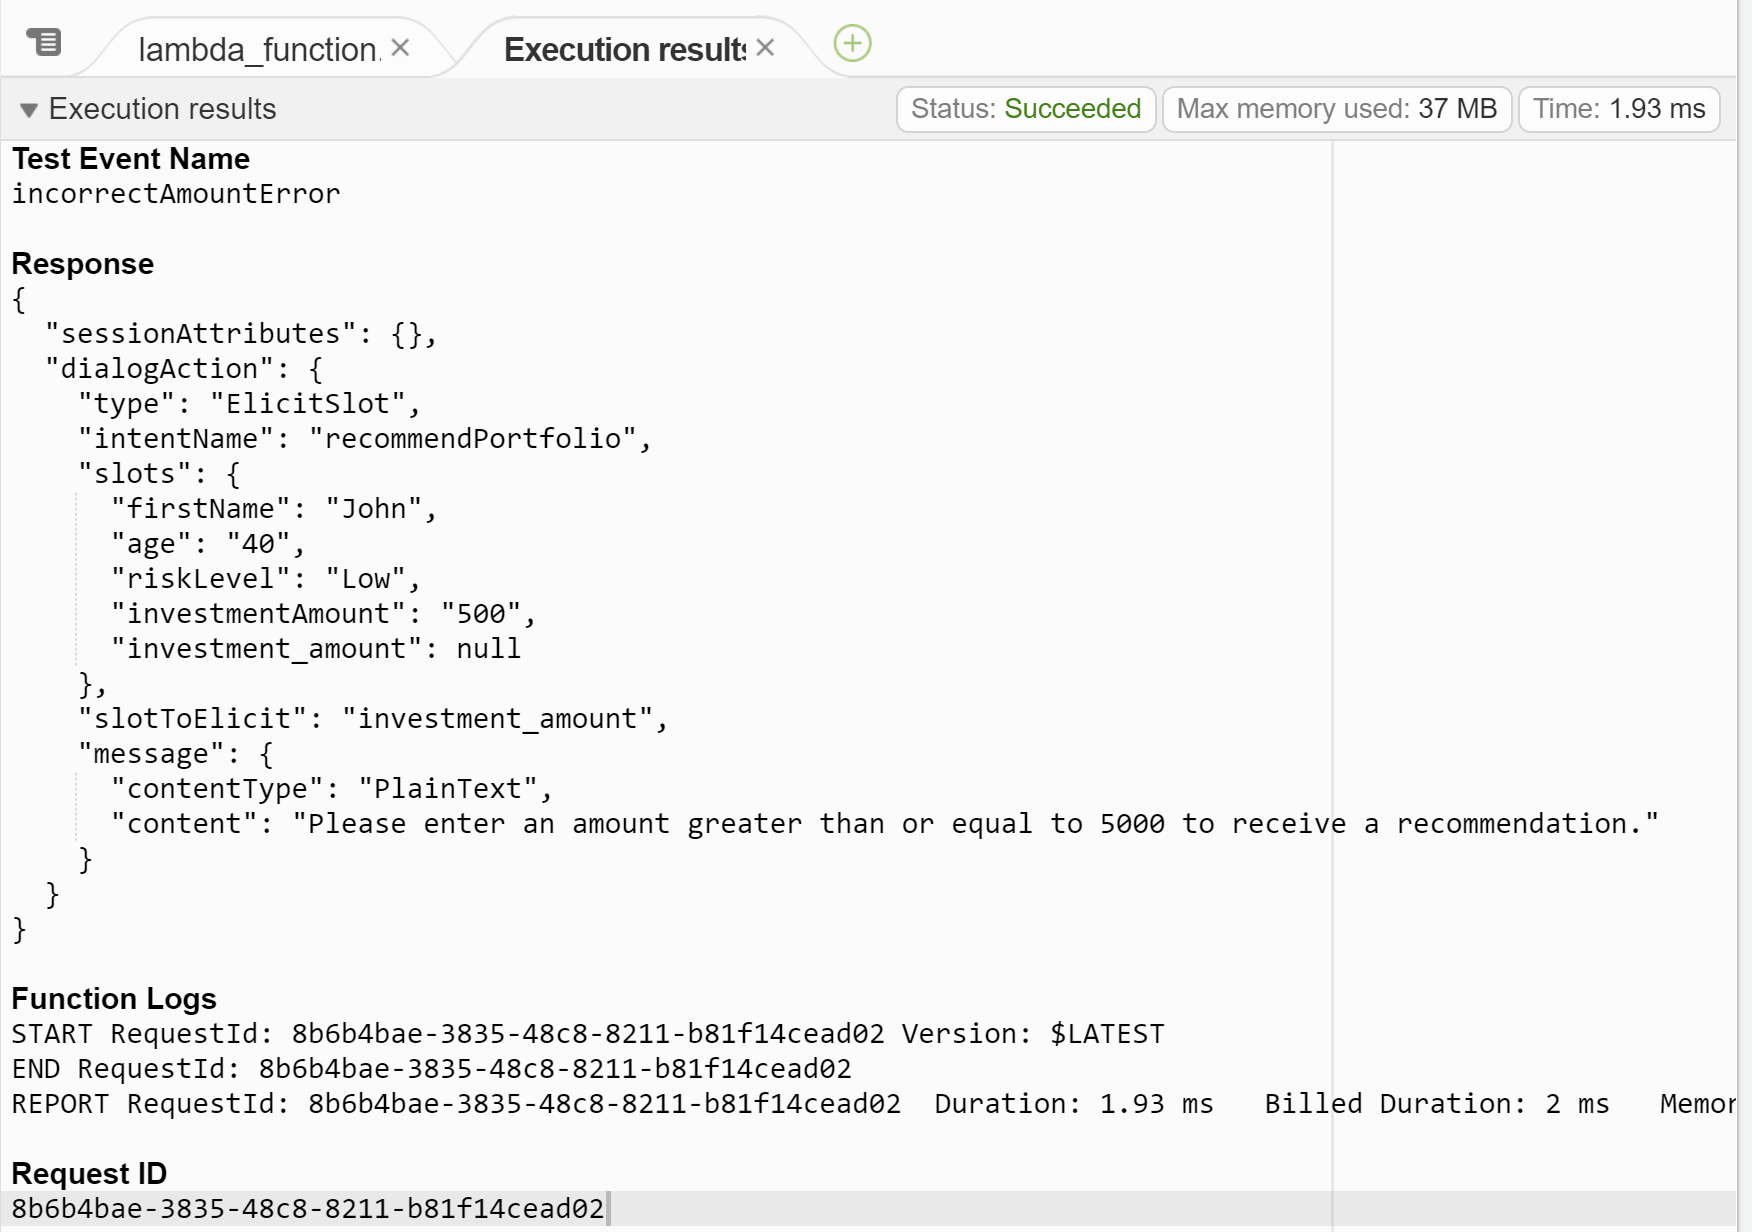 lambda_function.
Execution results
Execution results
Status: Succeeded
Max memory used: 37 MB
Time: 1.93 ms
Test Event Name
incorrectAmountError
Response
{
  "sessionAttributes": {},
  "dialogAction": {
    "type": "ElicitSlot",
    "intentName": "recommendPortfolio",
    "slots": {
      "firstName": "John",
      "age": "40",
      "riskLevel": "Low",
      "investmentAmount": "500",
      "investment_amount": null
    },
    "slotToElicit": "investment_amount",
    "message": {
      "contentType": "PlainText",
      "content": "Please enter an amount greater than or equal to 5000 to receive a recommendation."
    }
  }
}
Function Logs
START RequestId: 8b6b4bae-3835-48c8-8211-b81f14cead02 Version: $LATEST
END RequestId: 8b6b4bae-3835-48c8-8211-b81f14cead02
REPORT RequestId: 8b6b4bae-3835-48c8-8211-b81f14cead02  Duration: 1.93 ms   Billed Duration: 2 ms   Memor
Request ID
8b6b4bae-3835-48c8-8211-b81f14cead02